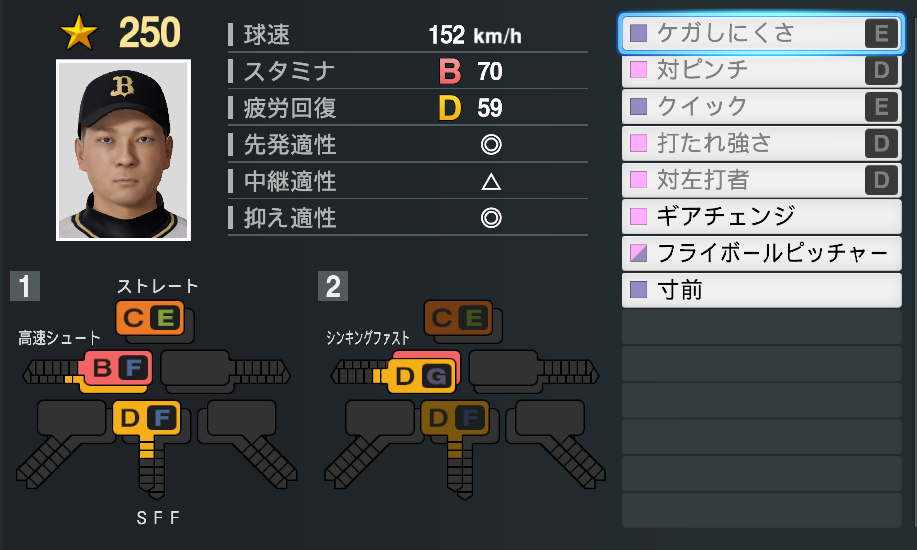 250
球速 152 km/h
スタミナ B 70
疲労回復 D 59
先発適性 ◎
中継適性 △
抑え適性 ◎
ケガしにくさ E
対ピンチ D
クイック E
打たれ強さ D
対左打者 D
ギアチェンジ
フライボールピッチャー
寸前
B
1
ストレート
C E
高速シュート
B F
D F
SFF
2
C E
シンキングファスト
D G
D F